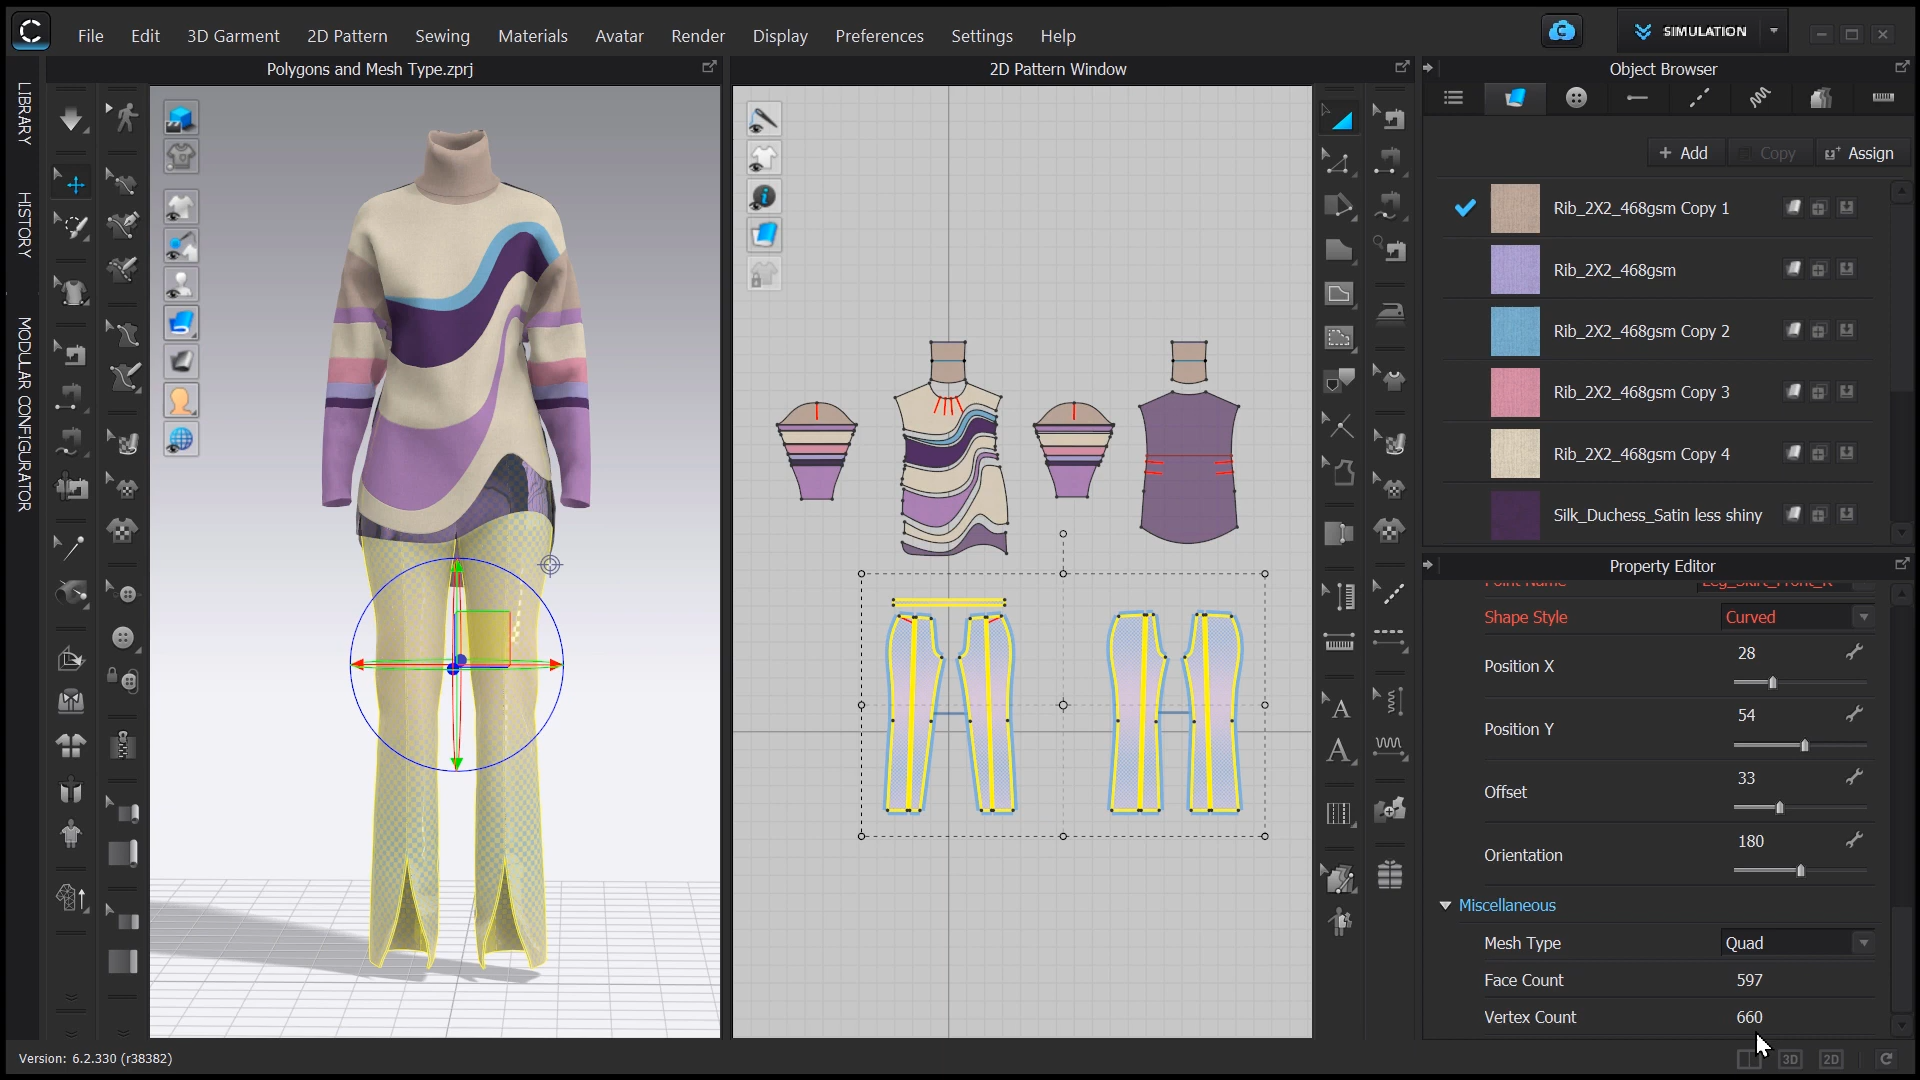 File Edit 3D Garment 2D Pattern Sewing Materials Avatar Render Display Preferences Settings Help
SIMULATION
Polygons and Mesh Type.zprj
2D Pattern Window
Object Browser
LIBRARY
HISTORY
MODULAR CONFIGURATOR
+ Add Copy Assign
Rib_2X2_468gsm Copy 1
Rib_2X2_468gsm
Rib_2X2_468gsm Copy 2
Rib_2X2_468gsm Copy 3
Rib_2X2_468gsm Copy 4
Silk_Duchess_Satin less shiny
Property Editor
Shape Style Curved
Position X 28
Position Y 54
Offset 33
Orientation 180
Miscellaneous
Mesh Type Quad
Face Count 597
Vertex Count 660
Version: 6.2.330 (r38382)
3D 2D